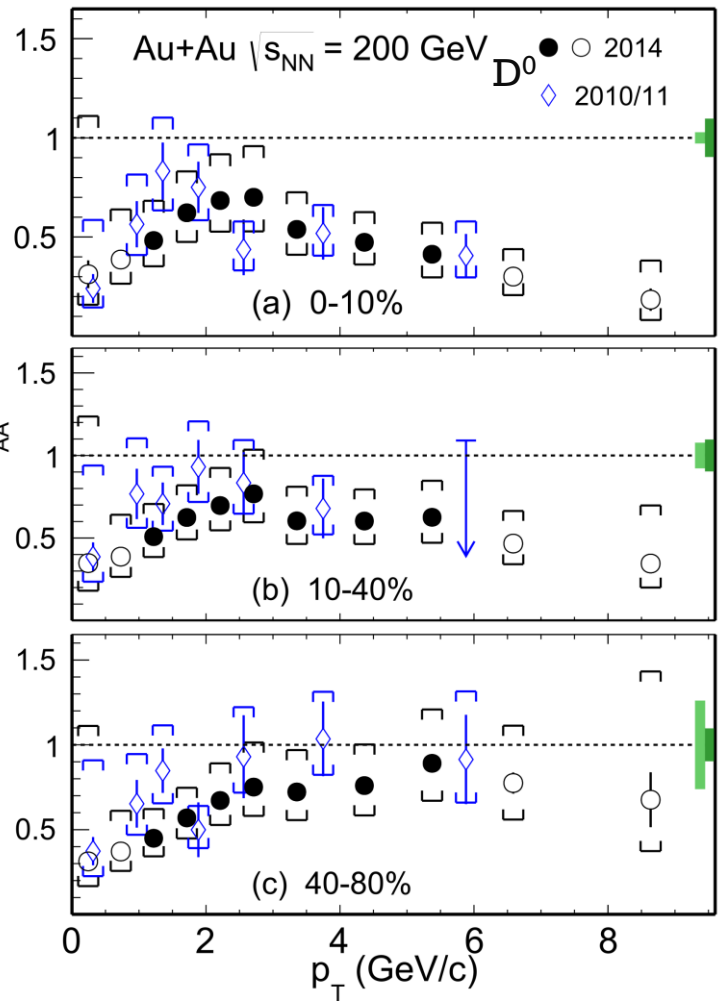 Au+Au √sNN = 200 GeV D⁰
2014
2010/11
1.5
1
0.5
(a) 0-10%
AA
1.5
1
0.5
(b) 10-40%
1.5
1
0.5
(c) 40-80%
0 2 4 6 8
pT (GeV/c)